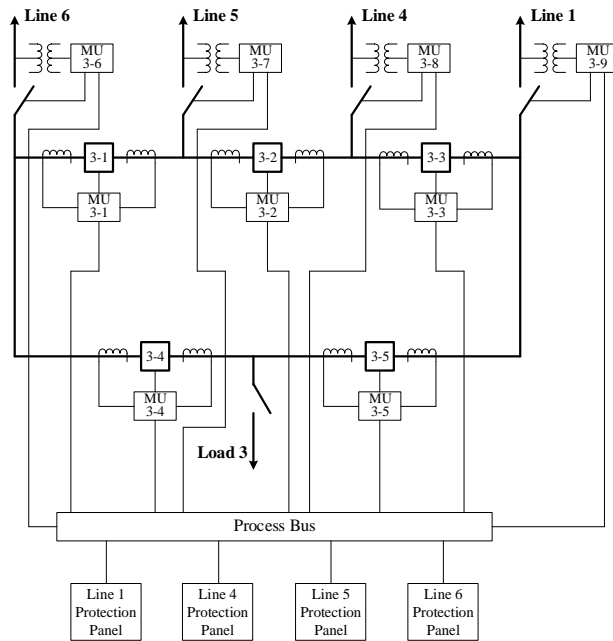 Line 6
Line 5
Line 4
Line 1
MU
3-6
MU
3-7
MU
3-8
MU
3-9
3-1
3-2
3-3
MU
3-1
MU
3-2
MU
3-3
3-4
3-5
MU
3-4
MU
3-5
Load 3
Process Bus
Line 1
Protection
Panel
Line 4
Protection
Panel
Line 5
Protection
Panel
Line 6
Protection
Panel